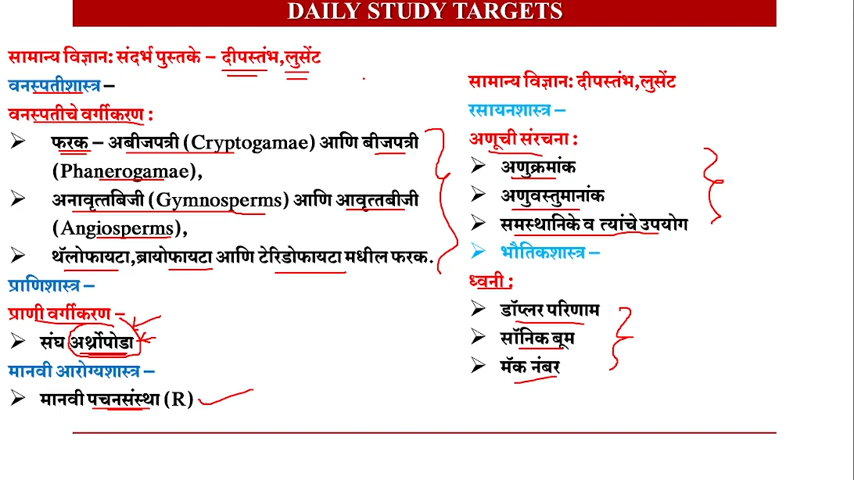 DAILY STUDY TARGETS
सामान्य विज्ञान: संदर्भ पुस्तके – दीपस्तंभ,लुसेंट
वनस्पतीशास्त्र –
वनस्पतीचे वर्गीकरण :
फरक – अबीजपत्री (Cryptogamae) आणि बीजपत्री
(Phanerogamae),
अनावृत्तबिजी (Gymnosperms) आणि आवृत्तबीजी
(Angiosperms),
थॅलोफायटा,ब्रायोफायटा आणि टेरिडोफायटा मधील फरक.
प्राणिशास्त्र –
प्राणी वर्गीकरण –
संघ अर्थ्रोपोडा
मानवी आरोग्यशास्त्र –
मानवी पचनसंस्था (R)
सामान्य विज्ञान: दीपस्तंभ,लुसेंट
रसायनशास्त्र –
अणूची संरचना :
अणुक्रमांक
अणुवस्तुमानांक
समस्थानिके व त्यांचे उपयोग
भौतिकशास्त्र –
ध्वनी :
डॉप्लर परिणाम
सॉनिक बूम
मॅक नंबर